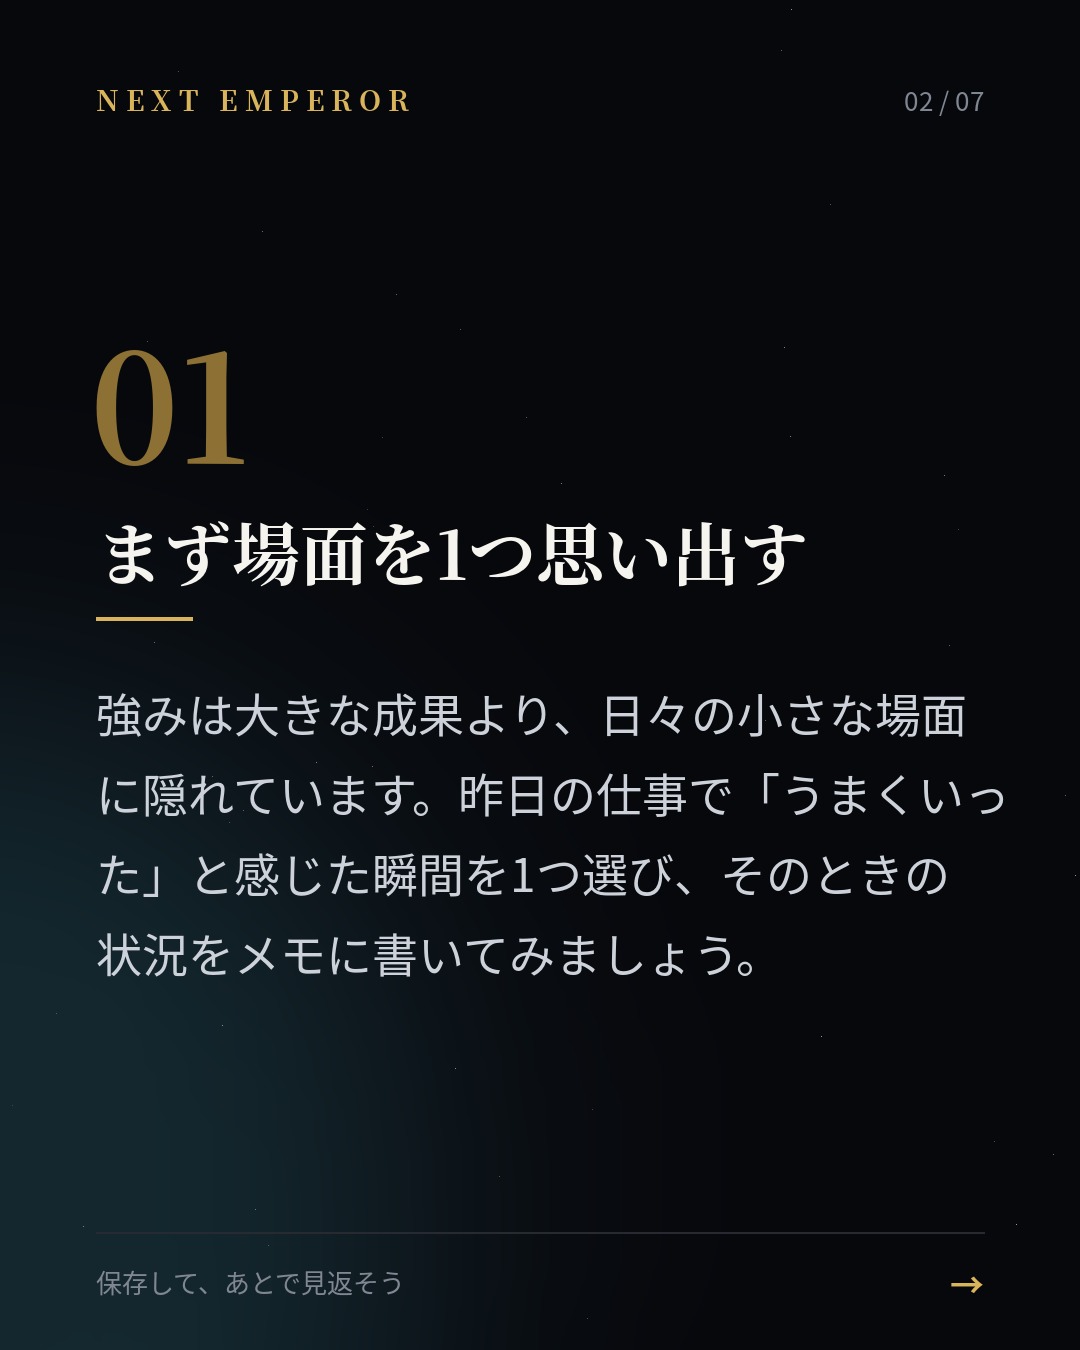 NEXT EMPEROR
02 / 07
01
まず場面を1つ思い出す
強みは大きな成果より、日々の小さな場面
に隠れています。昨日の仕事で「うまくいっ
た」と感じた瞬間を1つ選び、そのときの
状況をメモに書いてみましょう。
保存して、あとで見返そう
→